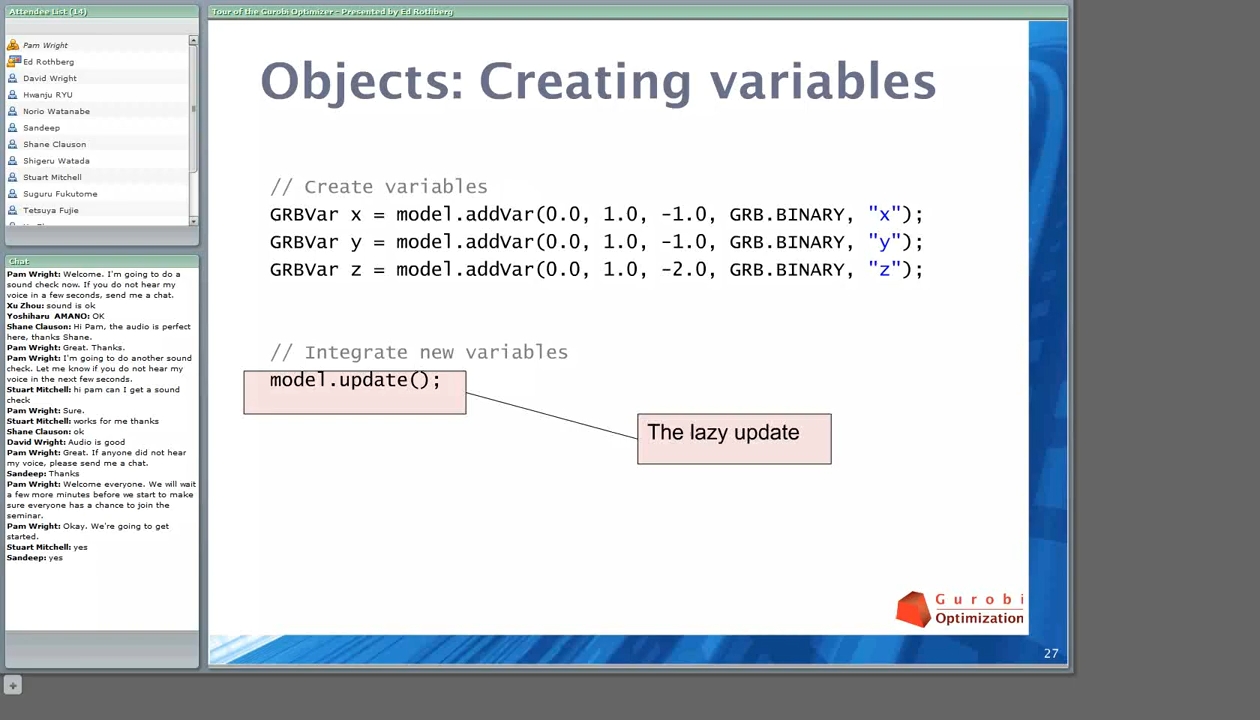 Attendee List (14)
Pam Wright
Ed Rothberg
David Wright
Hwanju RYU
Norio Watanabe
Sandeep
Shane Clauson
Shigeru Watada
Stuart Mitchell
Suguru Fukutome
Tetsuya Fujie
Chat
Pam Wright: Welcome. I'm going to do a
sound check now. If you do not hear my
voice in a few seconds, send me a chat.
Xu Zhou: sound is ok
Yoshiharu AMANO: OK
Shane Clauson: Hi Pam, the audio is perfect
here, thanks Shane.
Pam Wright: Great. Thanks.
Pam Wright: I'm going to do another sound
check. Let me know if you do not hear my
voice in the next few seconds.
Stuart Mitchell: hi pam can I get a sound
check
Pam Wright: Sure.
Stuart Mitchell: works for me thanks
Shane Clauson: ok
David Wright: Audio is good
Pam Wright: Great. If anyone did not hear
my voice, please send me a chat.
Sandeep: Thanks
Pam Wright: Welcome everyone. We will wait
a few more minutes before we start to make
sure everyone has a chance to join the
seminar.
Pam Wright: Okay. We're going to get
started.
Stuart Mitchell: yes
Sandeep: yes
Tour of the Gurobi Optimizer - Presented by Ed Rothberg
Objects: Creating variables
// Create variables
GRBVar x = model.addVar(0.0, 1.0, -1.0, GRB.BINARY, "x");
GRBVar y = model.addVar(0.0, 1.0, -1.0, GRB.BINARY, "y");
GRBVar z = model.addVar(0.0, 1.0, -2.0, GRB.BINARY, "z");
// Integrate new variables
model.update();
The lazy update
Gurobi
Optimization
27